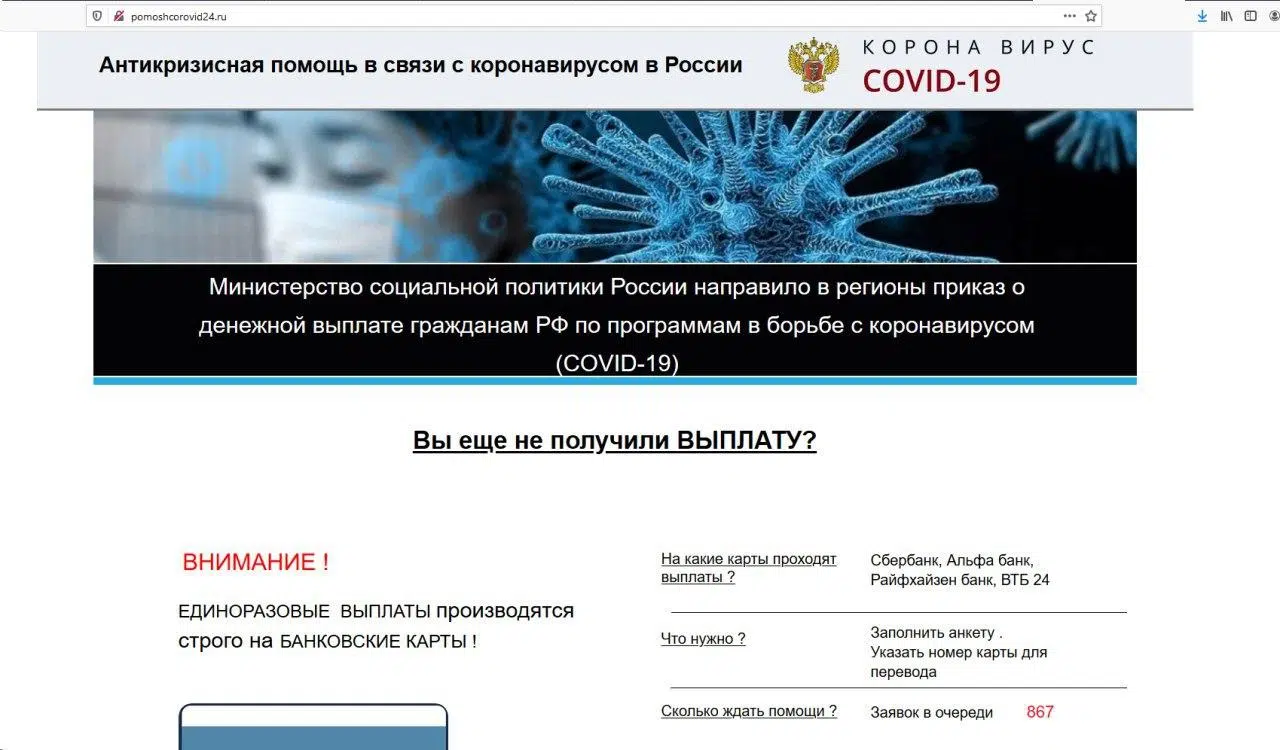 pomoshcorovid24.ru
Антикризисная помощь в связи с коронавирусом в России
КОРОНА ВИРУС
COVID-19
Министерство социальной политики России направило в регионы приказ о
денежной выплате гражданам РФ по программам в борьбе с коронавирусом
(COVID-19)
Вы еще не получили ВЫПЛАТУ?
ВНИМАНИЕ !
ЕДИНОРАЗОВЫЕ ВЫПЛАТЫ производятся
строго на БАНКОВСКИЕ КАРТЫ !
На какие карты проходят
выплаты ?
Сбербанк, Альфа банк,
Райфхайзен банк, ВТБ 24
Что нужно ?
Заполнить анкету .
Указать номер карты для
перевода
Сколько ждать помощи ?
Заявок в очереди 867